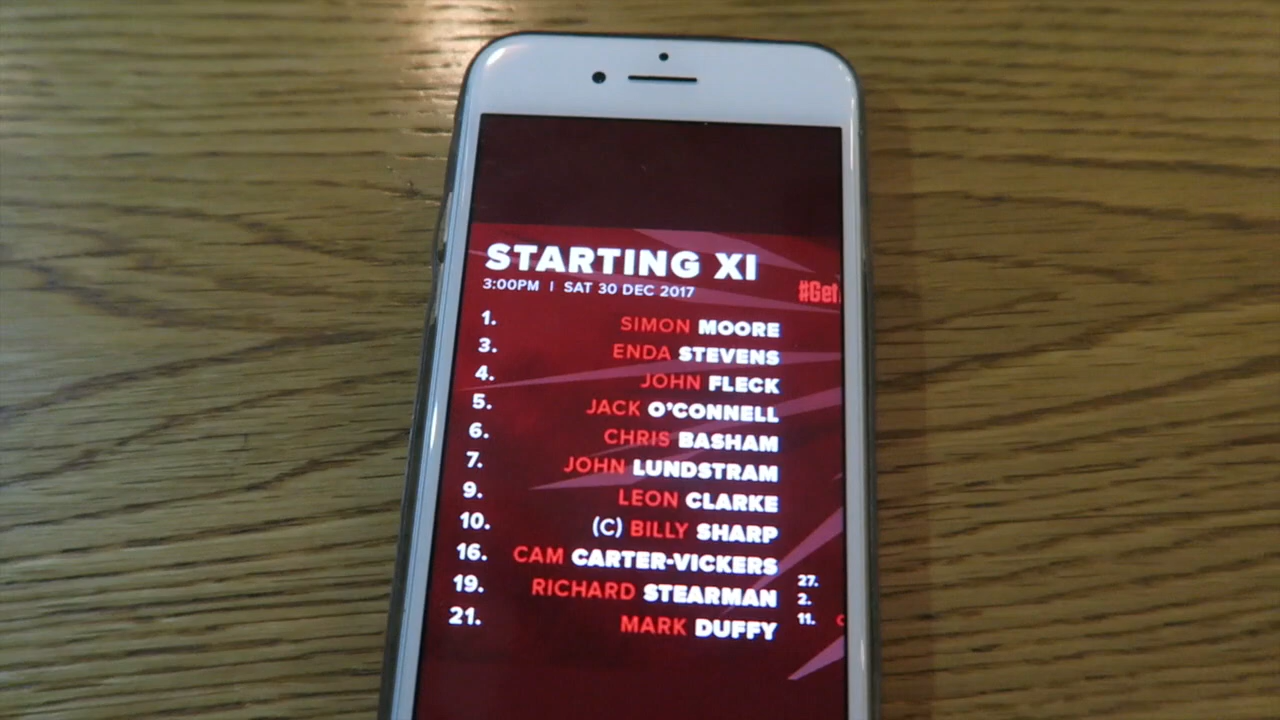 STARTING XI
3:00PM | SAT 30 DEC 2017
#Get
1. SIMON MOORE
3. ENDA STEVENS
4. JOHN FLECK
5. JACK O'CONNELL
6. CHRIS BASHAM
7. JOHN LUNDSTRAM
9. LEON CLARKE
10. (C) BILLY SHARP
16. CAM CARTER-VICKERS
19. RICHARD STEARMAN
21. MARK DUFFY
27.
2.
11.